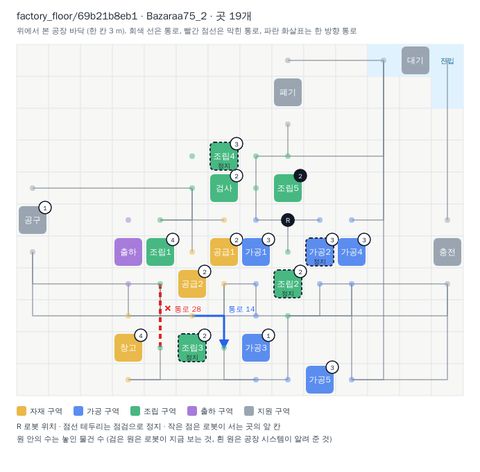 factory_floor/69b21b8eb1 · Bazaraa75_2 · 곳 19개
위에서 본 공장 바닥 (한 칸 3 m). 회색 선은 통로, 빨간 점선은 막힌 통로, 파란 화살표는 한 방향 통로
대기
폐기
조립4
3
정지
검사
2
조립5
2
공구
1
R
출하
조립1
4
공급1
2
가공1
3
가공2
3
정지
가공4
3
충전
공급2
2
조립2
2
정지
✕ 통로 28
통로 14
창고
4
조립3
2
정지
가공3
1
가공5
3
자재 구역
가공 구역
조립 구역
출하 구역
지원 구역
R 로봇 위치 · 점선 테두리는 점검으로 정지 · 작은 점은 로봇이 서는 곳의 앞 칸
원 안의 수는 놓인 물건 수 (검은 원은 로봇이 지금 보는 것, 흰 원은 공장 시스템이 알려 준 것)